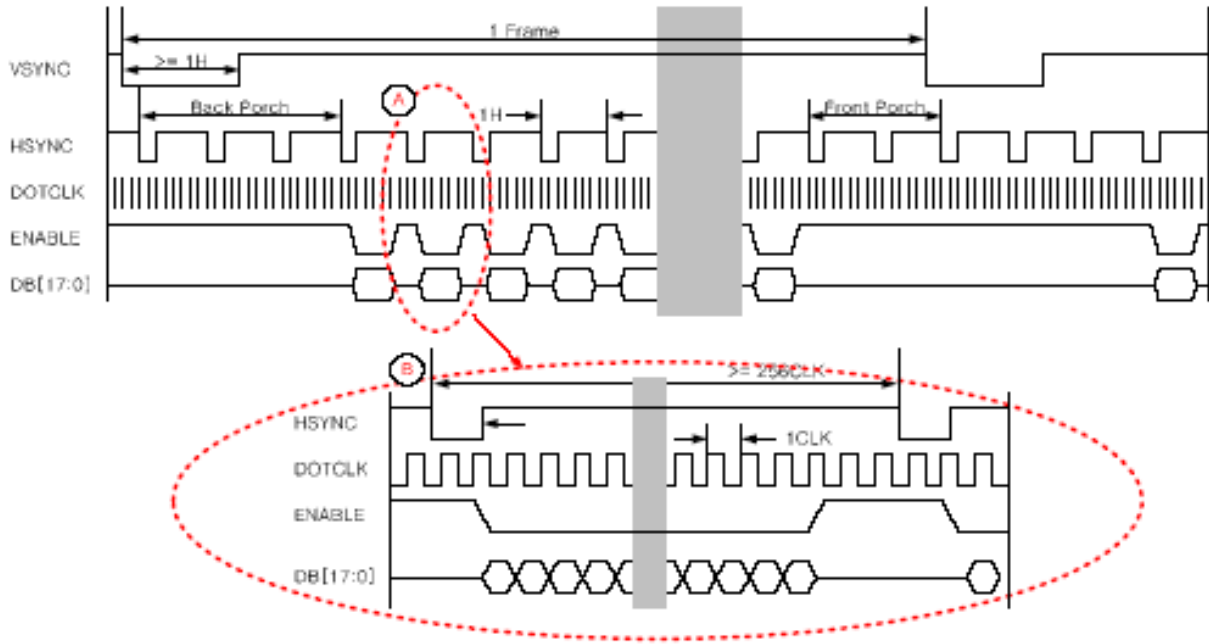 1 Frame
>= 1H
VSYNC
Back Porch
A
1H
Front Porch
HSYNC
DOTCLK
ENABLE
DB[17:0]
B
>= 256CLK
HSYNC
1CLK
DOTCLK
ENABLE
DB[17:0]